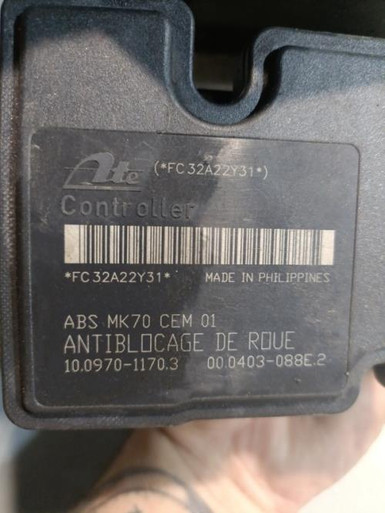 Ate (*FC32A22Y31*)
Controller
*FC32A22Y31* MADE IN PHILIPPINES
ABS MK70 CEM 01
ANTIBLOCAGE DE ROUE
10.0970-1170.3 00.0403-088E.2